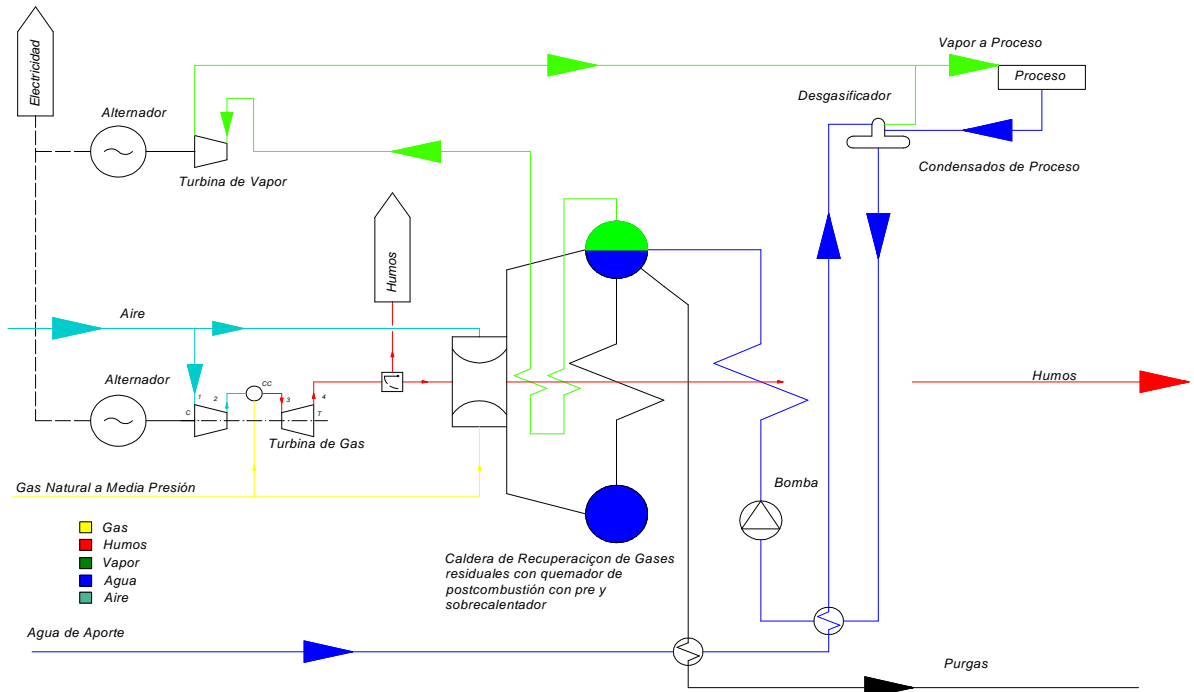 Electricidad
Alternador
Turbina de Vapor
Vapor a Proceso
Proceso
Desgasificador
Condensados de Proceso
Humos
Aire
Alternador
C
1
2
CC
3
4
T
Turbina de Gas
Humos
Gas Natural a Media Presión
Bomba
Gas
Humos
Vapor
Agua
Aire
Caldera de Recuperaciçon de Gases
residuales con quemador de
postcombustión con pre y
sobrecalentador
Agua de Aporte
Purgas